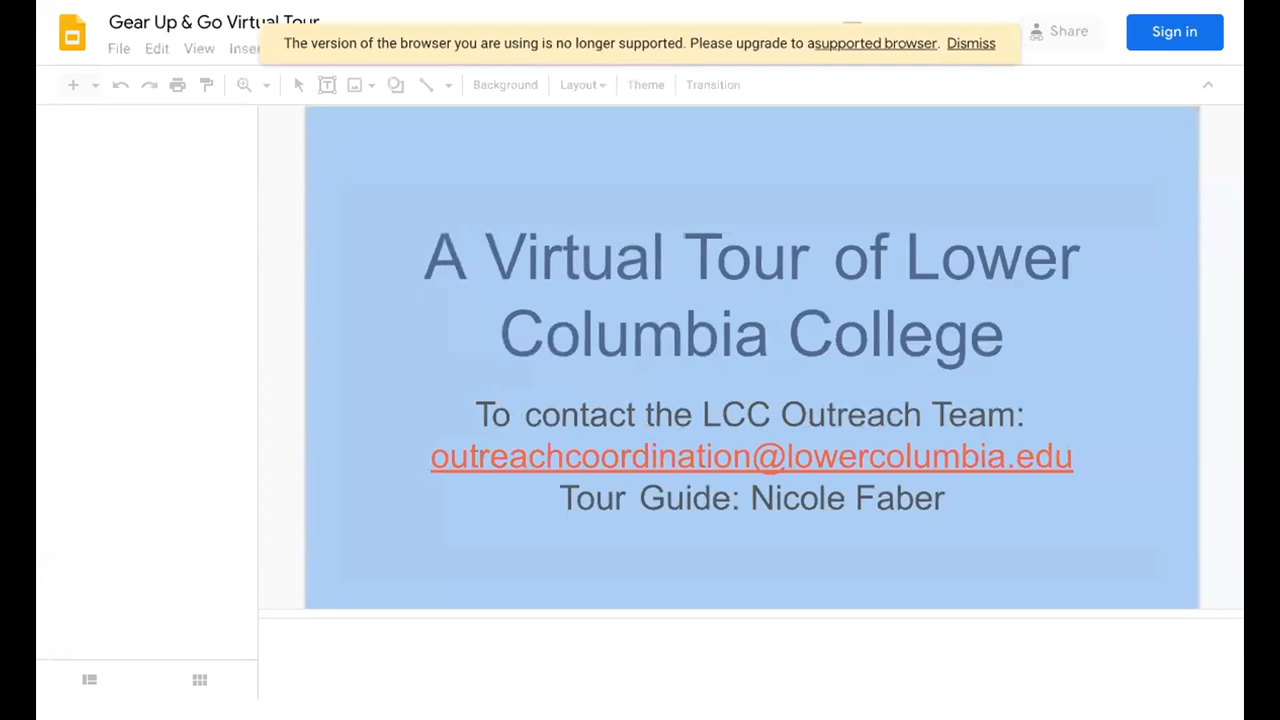 Gear Up & Go Virtual Tour
The version of the browser you are using is no longer supported. Please upgrade to a supported browser. Dismiss
Share
Sign in
File Edit View Inser
Background Layout Theme Transition
A Virtual Tour of Lower
Columbia College
To contact the LCC Outreach Team:
outreachcoordination@lowercolumbia.edu
Tour Guide: Nicole Faber